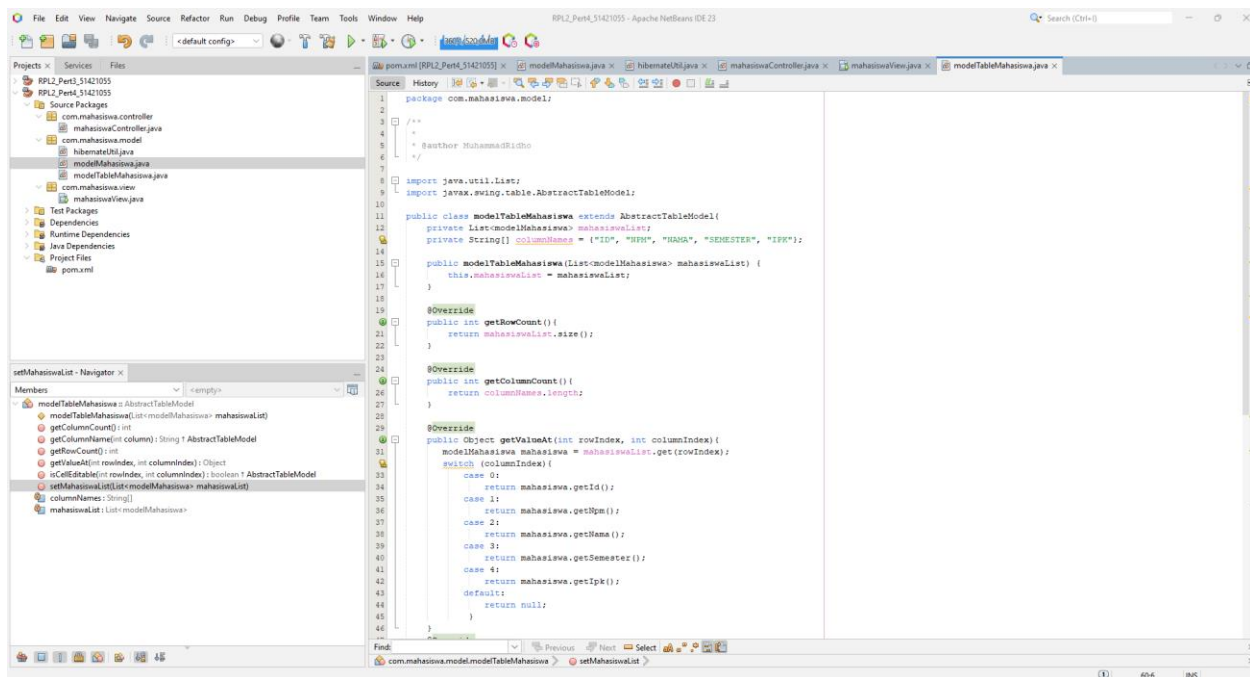 File Edit View Navigate Source Refactor Run Debug Profile Team Tools Window Help
RPL2_Pert4_51421055 - Apache NetBeans IDE 23
Search (Ctrl+I)
<default config>
Projects × Services Files
pom.xml [RPL2_Pert4_51421055] × modelMahasiswa.java × hibernateUtil.java × mahasiswaController.java × mahasiswaView.java × modelTableMahasiswa.java ×
RPL2_Pert3_51421055
RPL2_Pert4_51421055
Source Packages
com.mahasiswa.controller
mahasiswaController.java
com.mahasiswa.model
hibernateUtil.java
modelMahasiswa.java
modelTableMahasiswa.java
com.mahasiswa.view
mahasiswaView.java
Test Packages
Dependencies
Runtime Dependencies
Java Dependencies
Project Files
pom.xml
setMahasiswaList - Navigator ×
Members <empty>
modelTableMahasiswa :: AbstractTableModel
modelTableMahasiswa(List<modelMahasiswa> mahasiswaList)
getColumnCount() : int
getColumnName(int column) : String ↑ AbstractTableModel
getRowCount() : int
getValueAt(int rowIndex, int columnIndex) : Object
isCellEditable(int rowIndex, int columnIndex) : boolean ↑ AbstractTableModel
setMahasiswaList(List<modelMahasiswa> mahasiswaList)
columnNames : String[]
mahasiswaList : List<modelMahasiswa>
Source History
1 package com.mahasiswa.model;
2
3 /**
4 *
5 * @author MuhammadRidho
6 */
7
8 import java.util.List;
9 import javax.swing.table.AbstractTableModel;
10
11 public class modelTableMahasiswa extends AbstractTableModel{
12 private List<modelMahasiswa> mahasiswaList;
private String[] columnNames = {"ID", "NPM", "NAMA", "SEMESTER", "IPK"};
14
15 public modelTableMahasiswa(List<modelMahasiswa> mahasiswaList) {
16 this.mahasiswaList = mahasiswaList;
17 }
18
19 @Override
public int getRowCount(){
21 return mahasiswaList.size();
22 }
23
24 @Override
public int getColumnCount(){
26 return columnNames.length;
27 }
28
29 @Override
public Object getValueAt(int rowIndex, int columnIndex){
31 modelMahasiswa mahasiswa = mahasiswaList.get(rowIndex);
switch (columnIndex){
33 case 0:
34 return mahasiswa.getId();
35 case 1:
36 return mahasiswa.getNpm();
37 case 2:
38 return mahasiswa.getNama();
39 case 3:
40 return mahasiswa.getSemester();
41 case 4:
42 return mahasiswa.getIpk();
43 default:
44 return null;
45 }
46 }
Find: Previous Next Select
com.mahasiswa.model.modelTableMahasiswa setMahasiswaList
1 60:6 INS